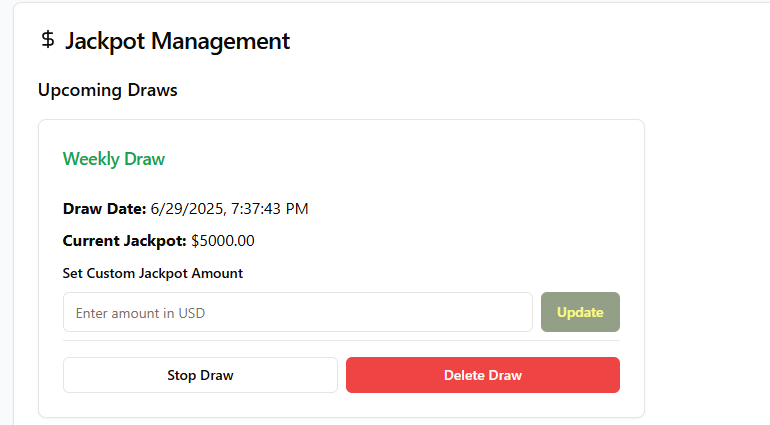 $ Jackpot Management
Upcoming Draws
Weekly Draw
Draw Date: 6/29/2025, 7:37:43 PM
Current Jackpot: $5000.00
Set Custom Jackpot Amount
Enter amount in USD
Update
Stop Draw
Delete Draw